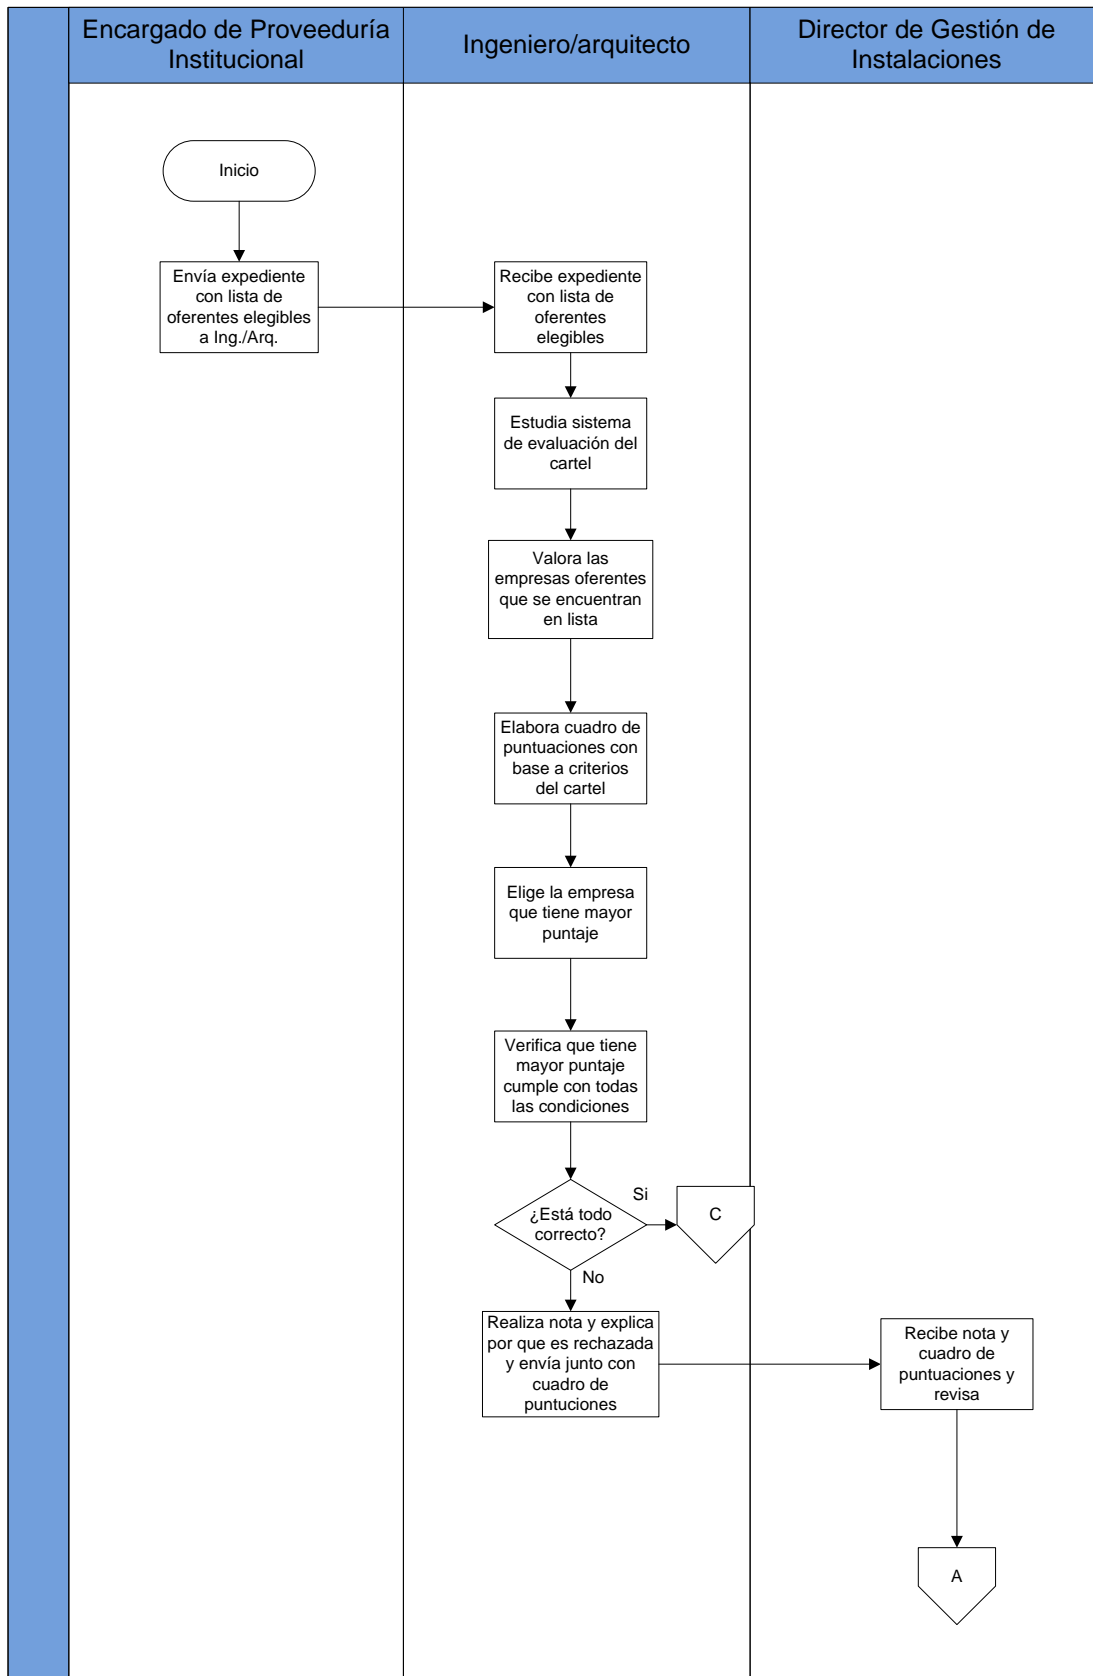 Encargado de Proveeduría
Institucional
Ingeniero/arquitecto
Director de Gestión de
Instalaciones
Inicio
Envía expediente
con lista de
oferentes elegibles
a Ing./Arq.
Recibe expediente
con lista de
oferentes
elegibles
Estudia sistema
de evaluación del
cartel
Valora las
empresas oferentes
que se encuentran
en lista
Elabora cuadro de
puntuaciones con
base a criterios
del cartel
Elige la empresa
que tiene mayor
puntaje
Verifica que tiene
mayor puntaje
cumple con todas
las condiciones
¿Está todo
correcto?
Si
C
No
Realiza nota y explica
por que es rechazada
y envía junto con
cuadro de
puntuciones
Recibe nota y
cuadro de
puntuaciones y
revisa
A